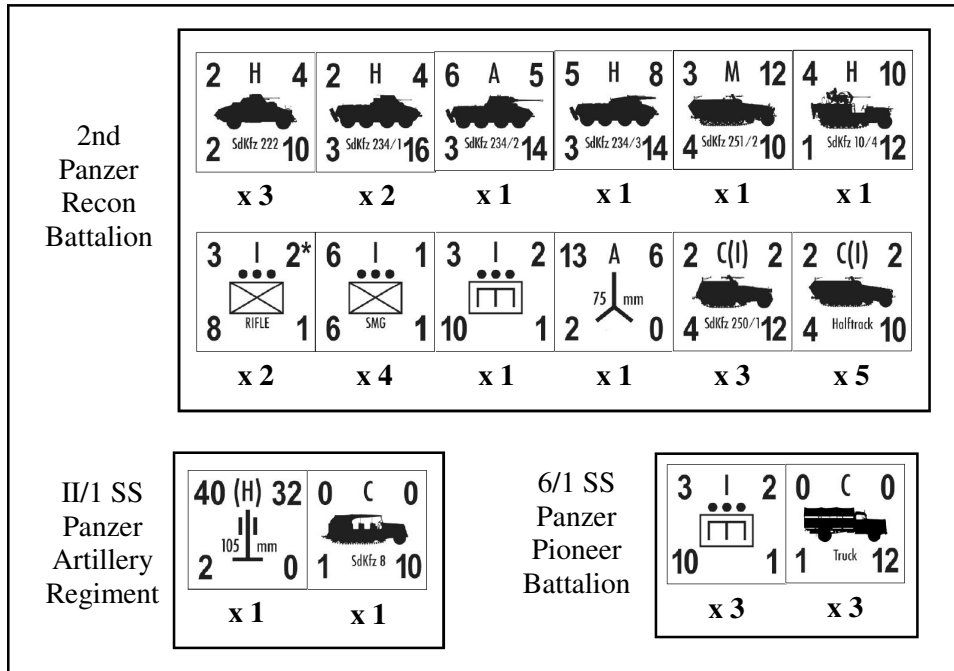 2nd
Panzer
Recon
Battalion
2 H 4
SdKfz 222
2 10
x 3
2 H 4
SdKfz 234/1
3 16
x 2
6 A 5
SdKfz 234/2
3 14
x 1
5 H 8
SdKfz 234/3
3 14
x 1
3 M 12
SdKfz 251/2
4 10
x 1
4 H 10
SdKfz 10/4
1 12
x 1
3 I 2*
RIFLE
8 1
x 2
6 I 1
SMG
6 1
x 4
3 I 2
10 1
x 1
13 A 6
75 mm
2 0
x 1
2 C(I) 2
SdKfz 250/1
4 12
x 3
2 C(I) 2
Halftrack
4 10
x 5
II/1 SS
Panzer
Artillery
Regiment
40 (H) 32
105 mm
2 0
x 1
0 C 0
SdKfz 8
1 10
x 1
6/1 SS
Panzer
Pioneer
Battalion
3 I 2
10 1
x 3
0 C 0
Truck
1 12
x 3